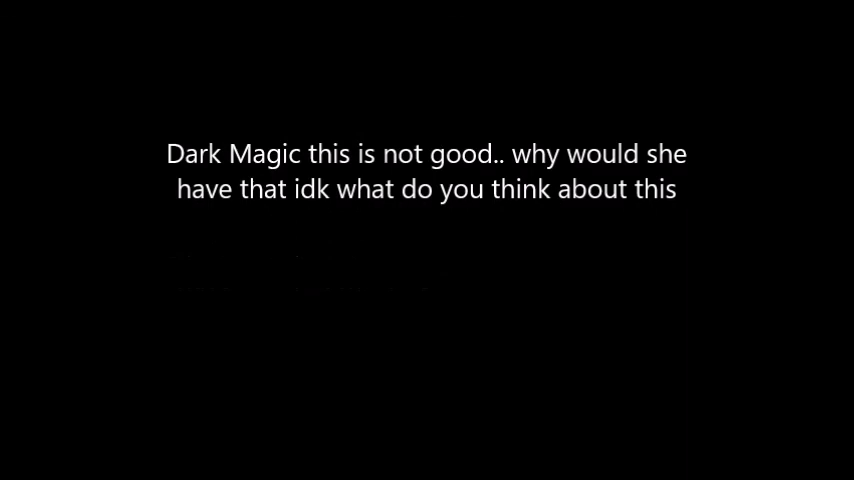 Dark Magic this is not good.. why would she
have that idk what do you think about this